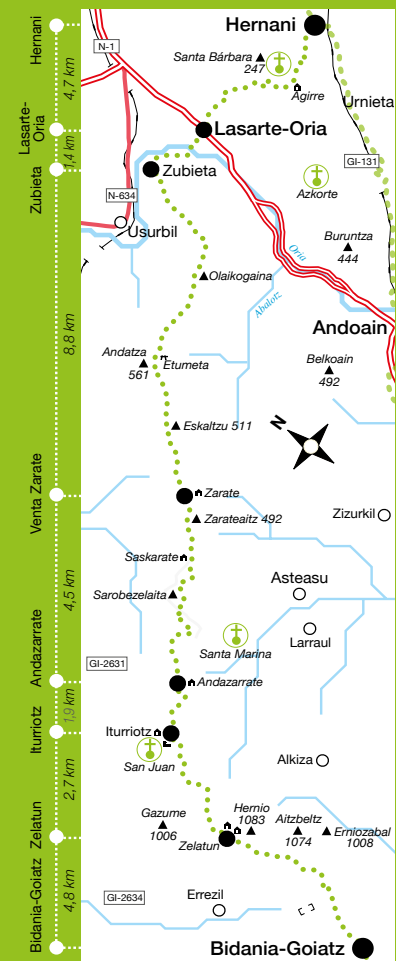 Hernani
4,7 km
Lasarte-
Oria
1,4 km
Zubieta
8,8 km
Venta Zarate
4,5 km
Andazarrate
1,9 km
Iturriotz
2,7 km
Zelatun
4,8 km
Bidania-Goiatz
Hernani
N-1
Santa Bárbara
247
Agirre
Urnieta
Lasarte-Oria
GI-131
Zubieta
Azkorte
N-634
Usurbil
Oria
Buruntza
444
Olaikogaina
Abalotz
Andoain
Andatza
561
Etumeta
Belkoain
492
Eskaltzu 511
N
Zarate
Zarateaitz 492
Zizurkil
Saskarate
Asteasu
Sarobezelaita
Larraul
Santa Marina
GI-2631
Andazarrate
Iturriotz
San Juan
Alkiza
Gazume
1006
Hernio
1083
Aitzbeltz
1074
Erniozabal
1008
Zelatun
GI-2634
Errezil
Bidania-Goiatz